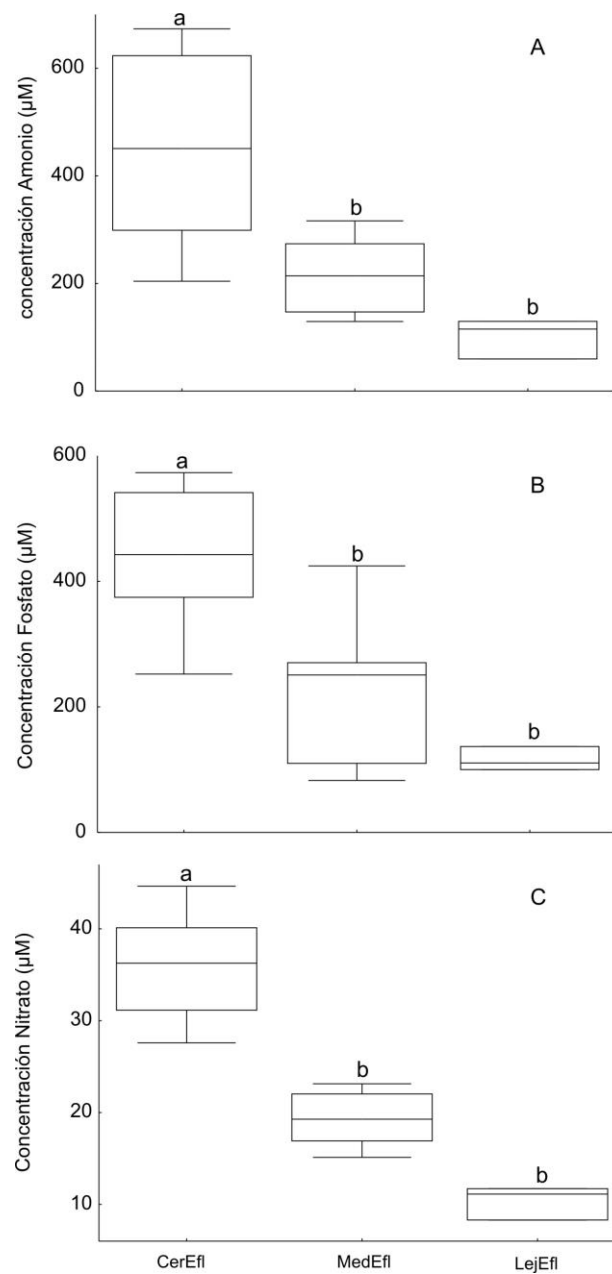 concentración Amonio (µM)
600
400
200
0
a
b
b
A
Concentración Fosfato (µM)
600
400
200
0
a
b
b
B
Concentración Nitrato (µM)
40
30
20
10
a
b
b
C
CerEfl
MedEfl
LejEfl